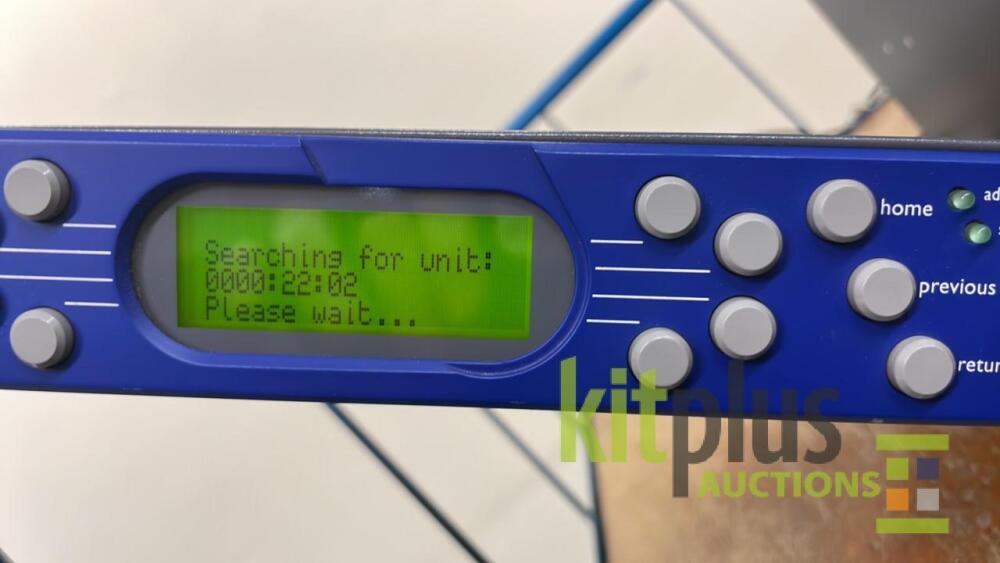 Searching for unit:
0000:22:02
Please wait...
home
previous
kitplus
AUCTIONS